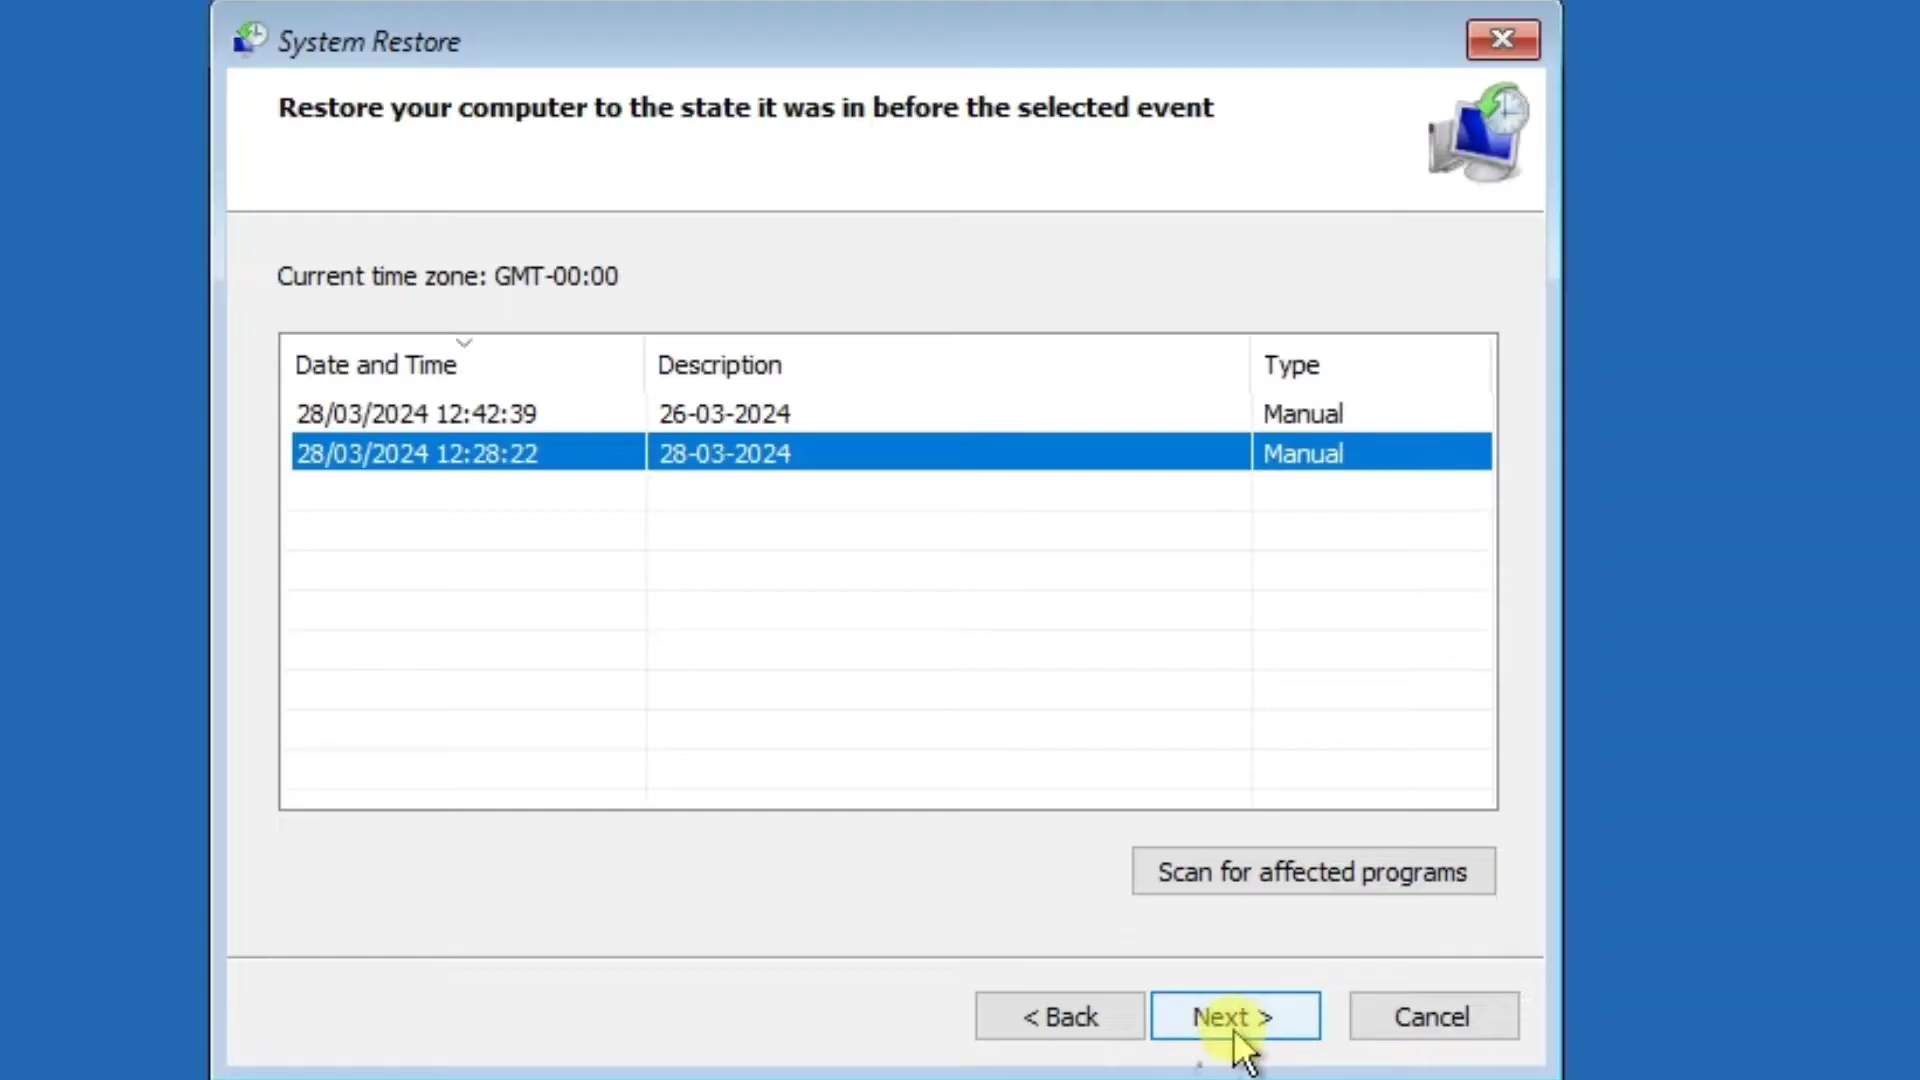 System Restore
Restore your computer to the state it was in before the selected event
Current time zone: GMT-00:00
Date and Time Description Type
28/03/2024 12:42:39 26-03-2024 Manual
28/03/2024 12:28:22 28-03-2024 Manual
Scan for affected programs
< Back Next > Cancel